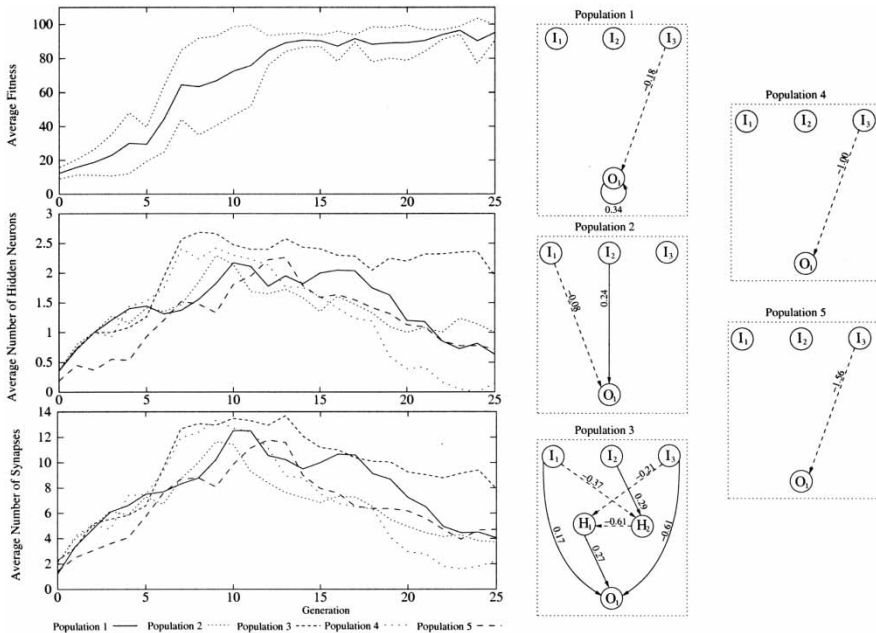 Average Fitness
100
80
60
40
20
0
0 5 10 15 20 25
Average Number of Hidden Neurons
3
2.5
2
1.5
1
0.5
0
0 5 10 15 20 25
Average Number of Synapses
14
12
10
8
6
4
2
0
0 5 10 15 20 25
Generation
Population 1 Population 2 Population 3 Population 4 Population 5
Population 1
I1 I2 I3
-0.18
O1
0.34
Population 2
I1 I2 I3
-0.08 0.24
O1
Population 3
I1 I2 I3
-0.37 -0.21
0.29
H1 -0.61 H2
0.17 0.27 -0.61
O1
Population 4
I1 I2 I3
-1.00
O1
Population 5
I1 I2 I3
-1.56
O1